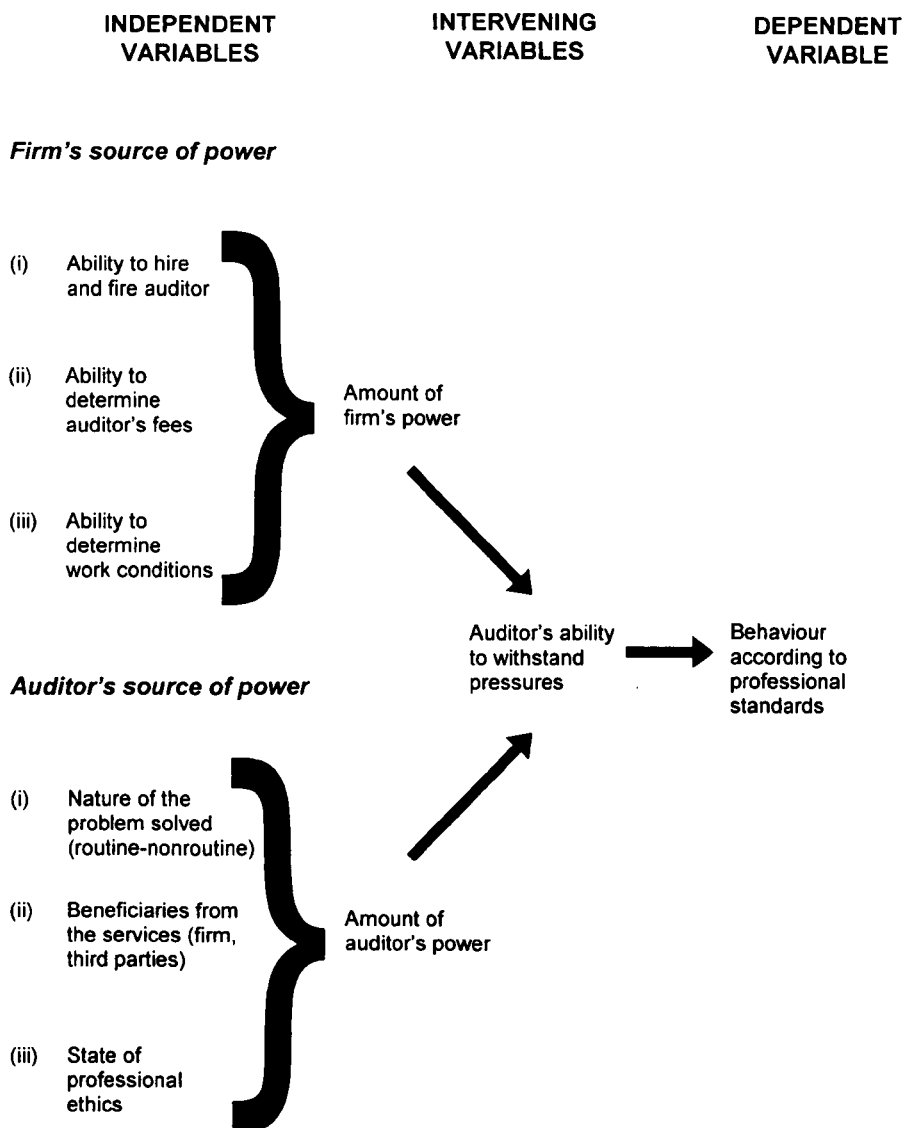 INDEPENDENT
VARIABLES
INTERVENING
VARIABLES
DEPENDENT
VARIABLE
Firm's source of power
(i) Ability to hire
and fire auditor
(ii) Ability to
determine
auditor's fees
(iii) Ability to
determine
work conditions
Amount of
firm's power
Auditor's ability
to withstand
pressures
Behaviour
according to
professional
standards
Auditor's source of power
(i) Nature of the
problem solved
(routine-nonroutine)
(ii) Beneficiaries from
the services (firm,
third parties)
(iii) State of
professional
ethics
Amount of
auditor's power